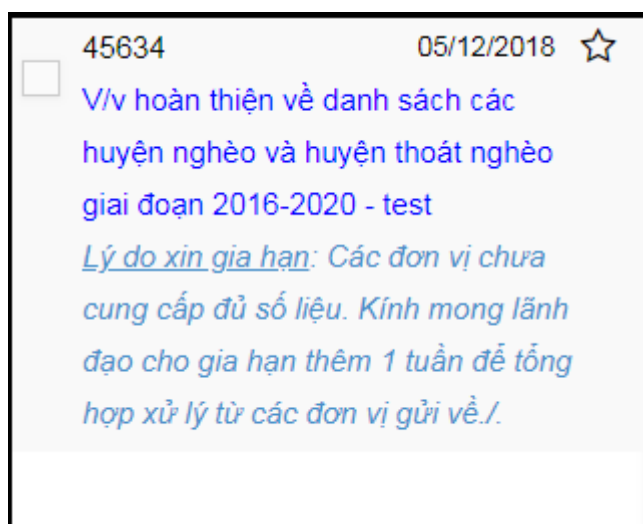 45634 05/12/2018
V/v hoàn thiện về danh sách các
huyện nghèo và huyện thoát nghèo
giai đoạn 2016-2020 - test
Lý do xin gia hạn: Các đơn vị chưa
cung cấp đủ số liệu. Kính mong lãnh
đạo cho gia hạn thêm 1 tuần để tổng
hợp xử lý từ các đơn vị gửi về./.